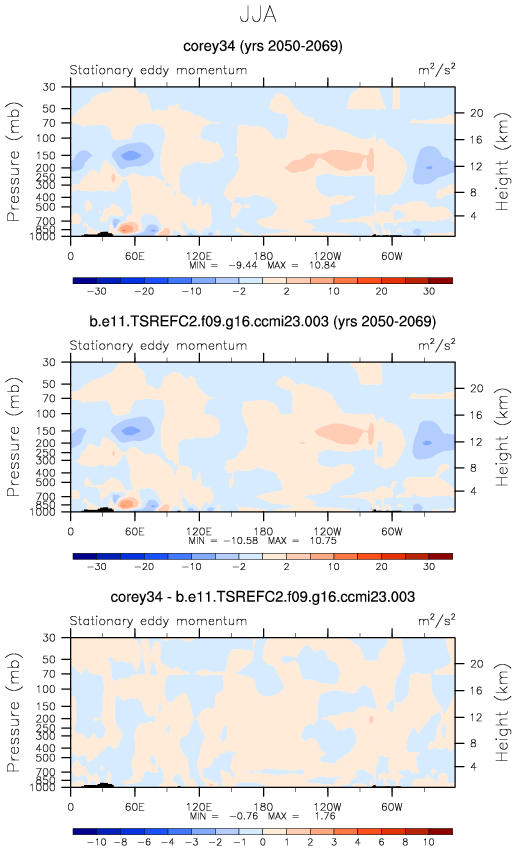 JJA
corey34 (yrs 2050-2069)
Stationary eddy momentum m²/s²
30
50
70
100
150
200
250
300
400
500
700
850
1000
Pressure (mb)
20
16
12
8
4
Height (km)
0 60E 120E 180 120W 60W
MIN = -9.44 MAX = 10.84
-30 -20 -10 -5 -2 2 5 10 20 30
b.e11.TSREFC2.f09.g16.ccmi23.003 (yrs 2050-2069)
Stationary eddy momentum m²/s²
30
50
70
100
150
200
250
300
400
500
700
850
1000
Pressure (mb)
20
16
12
8
4
Height (km)
0 60E 120E 180 120W 60W
MIN = -10.58 MAX = 10.75
-30 -20 -10 -5 -2 2 5 10 20 30
corey34 - b.e11.TSREFC2.f09.g16.ccmi23.003
Stationary eddy momentum m²/s²
30
50
70
100
150
200
250
300
400
500
700
850
1000
Pressure (mb)
20
16
12
8
4
Height (km)
0 60E 120E 180 120W 60W
MIN = -0.76 MAX = 1.76
-10 -8 -6 -4 -3 -2 -1 0 1 2 3 4 6 8 10